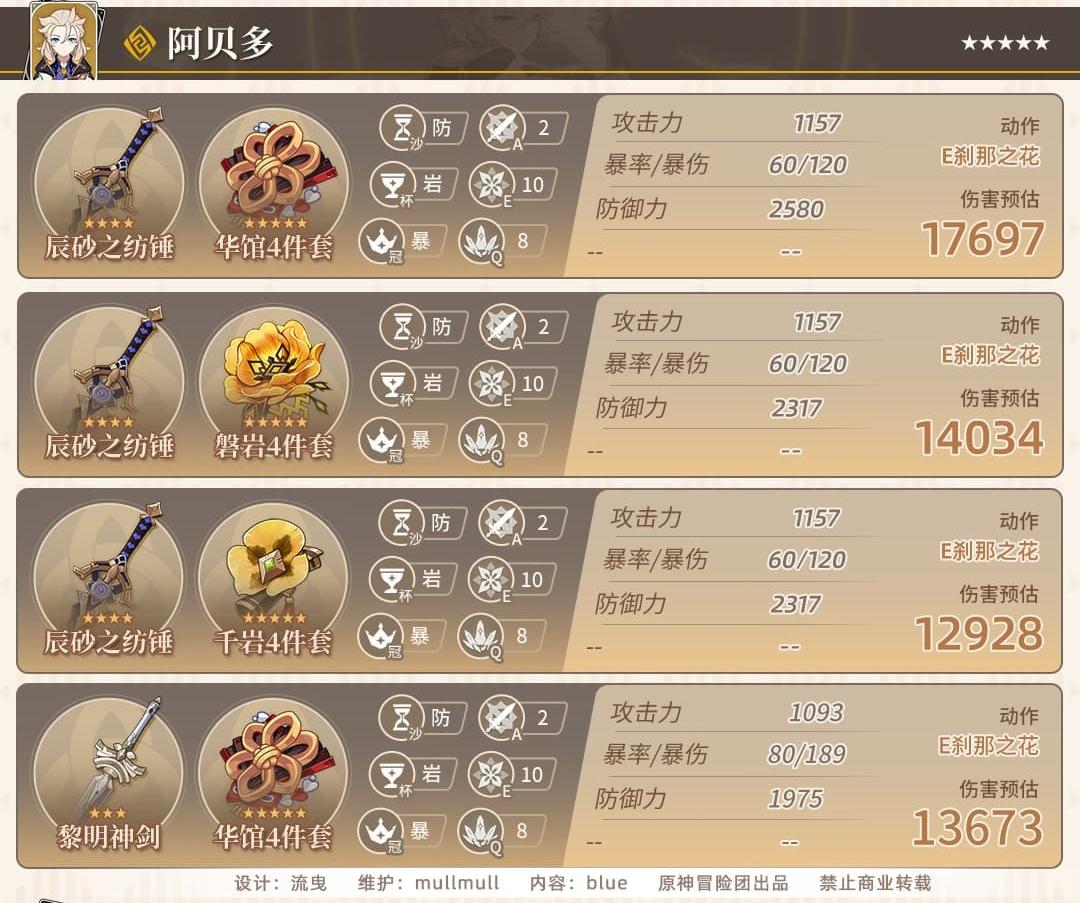 阿贝多
★★★★★
辰砂之纺锤
华馆4件套
沙 防 A 2
杯 岩 E 10
冠 暴 Q 8
攻击力 1157
暴率/暴伤 60/120
防御力 2580
-- --
动作
E刹那之花
伤害预估
17697
辰砂之纺锤
磐岩4件套
沙 防 A 2
杯 岩 E 10
冠 暴 Q 8
攻击力 1157
暴率/暴伤 60/120
防御力 2317
-- --
动作
E刹那之花
伤害预估
14034
辰砂之纺锤
千岩4件套
沙 防 A 2
杯 岩 E 10
冠 暴 Q 8
攻击力 1157
暴率/暴伤 60/120
防御力 2317
-- --
动作
E刹那之花
伤害预估
12928
黎明神剑
华馆4件套
沙 防 A 2
杯 岩 E 10
冠 暴 Q 8
攻击力 1093
暴率/暴伤 80/189
防御力 1975
-- --
动作
E刹那之花
伤害预估
13673
设计：流曳 维护：mullmull 内容：blue 原神冒险团出品 禁止商业转载